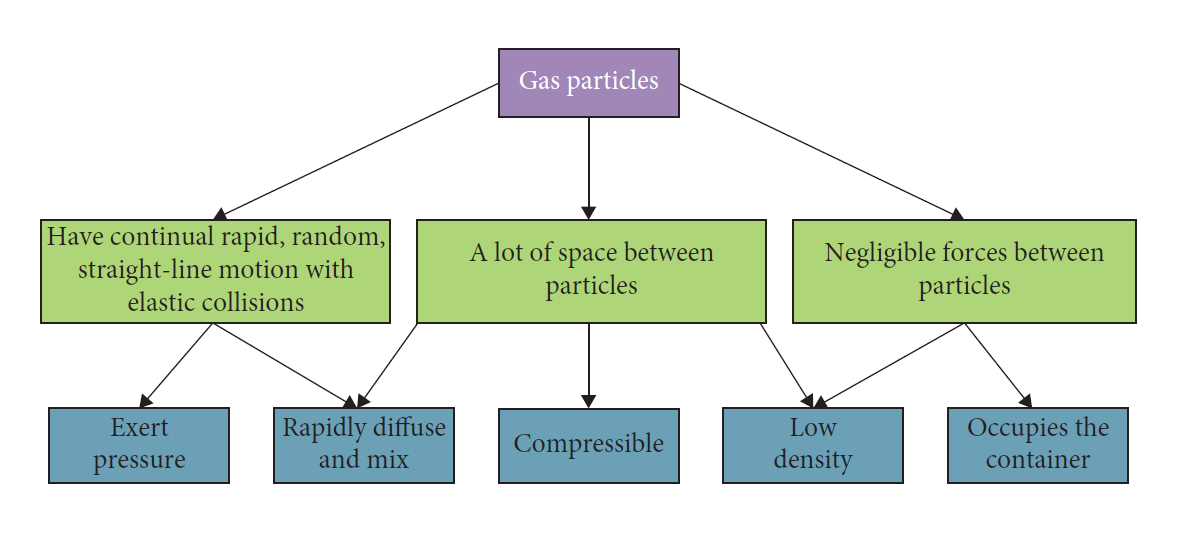 Gas particles
Have continual rapid, random,
straight-line motion with
elastic collisions
A lot of space between
particles
Negligible forces between
particles
Exert
pressure
Rapidly diffuse
and mix
Compressible
Low
density
Occupies the
container